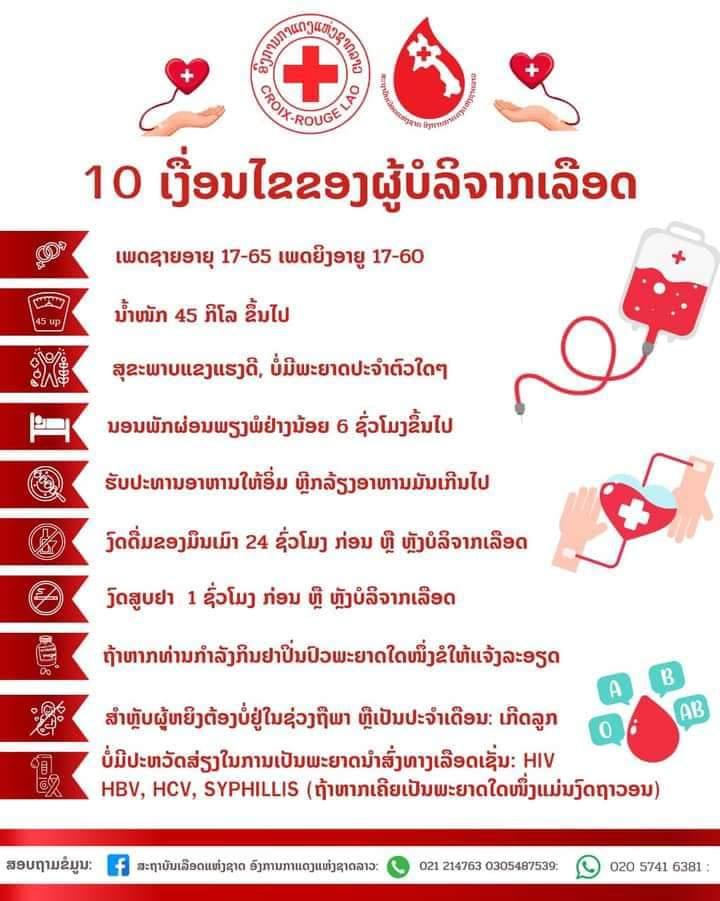 ອົງການກາແດງແຫ່ງຊາດລາວ
CROIX-ROUGE LAO
ສະຖາບັນເລືອດແຫ່ງຊາດ ອົງການກາແດງແຫ່ງຊາດລາວ
10 ເງື່ອນໄຂຂອງຜູ້ບໍລິຈາກເລືອດ
ເພດຊາຍອາຍຸ 17-65 ເພດຍິງອາຍູ 17-60
45 up
ນ້ຳໜັກ 45 ກິໂລ ຂຶ້ນໄປ
ສຸຂະພາບແຂງແຮງດີ, ບໍ່ມີພະຍາດປະຈຳຕົວໃດໆ
ນອນພັກຜ່ອນພຽງພໍຢ່າງນ້ອຍ 6 ຊົ່ວໂມງຂຶ້ນໄປ
ຮັບປະທານອາຫານໃຫ້ອິ່ມ ຫຼີກລ້ຽງອາຫານມັນເກີນໄປ
ງົດດື່ມຂອງມຶນເມົາ 24 ຊົ່ວໂມງ ກ່ອນ ຫຼື ຫຼັງບໍລິຈາກເລືອດ
ງົດສູບຢາ 1 ຊົ່ວໂມງ ກ່ອນ ຫຼື ຫຼັງບໍລິຈາກເລືອດ
ຖ້າຫາກທ່ານກຳລັງກິນຢາປິ່ນປົວພະຍາດໃດໜຶ່ງຂໍໃຫ້ແຈ້ງລະອຽດ
A B
O AB
ສຳຫຼັບຜູ້ຫຍິງຕ້ອງບໍ່ຢູ່ໃນຊ່ວງຖືພາ ຫຼືເປັນປະຈຳເດືອນ: ເກີດລູກ
ບໍ່ມີປະຫວັດສ່ຽງໃນການເປັນພະຍາດນຳສົ່ງທາງເລືອດເຊັ່ນ: HIV
HBV, HCV, SYPHILLIS (ຖ້າຫາກເຄີຍເປັນພະຍາດໃດໜຶ່ງແມ່ນງົດຖາວອນ)
ສອບຖາມຂໍ້ມູນ: ສະຖາບັນເລືອດແຫ່ງຊາດ ອົງການກາແດງແຫ່ງຊາດລາວ: 021 214763 0305487539: 020 5741 6381 :